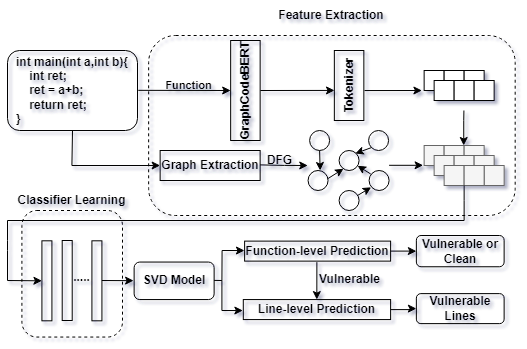 Feature Extraction
int main(int a,int b){
int ret;
ret = a+b;
return ret;
}
Function
GraphCodeBERT
Tokenizer
Graph Extraction
DFG
Classifier Learning
.....
SVD Model
Function-level Prediction
Vulnerable or
Clean
Vulnerable
Line-level Prediction
Vulnerable
Lines